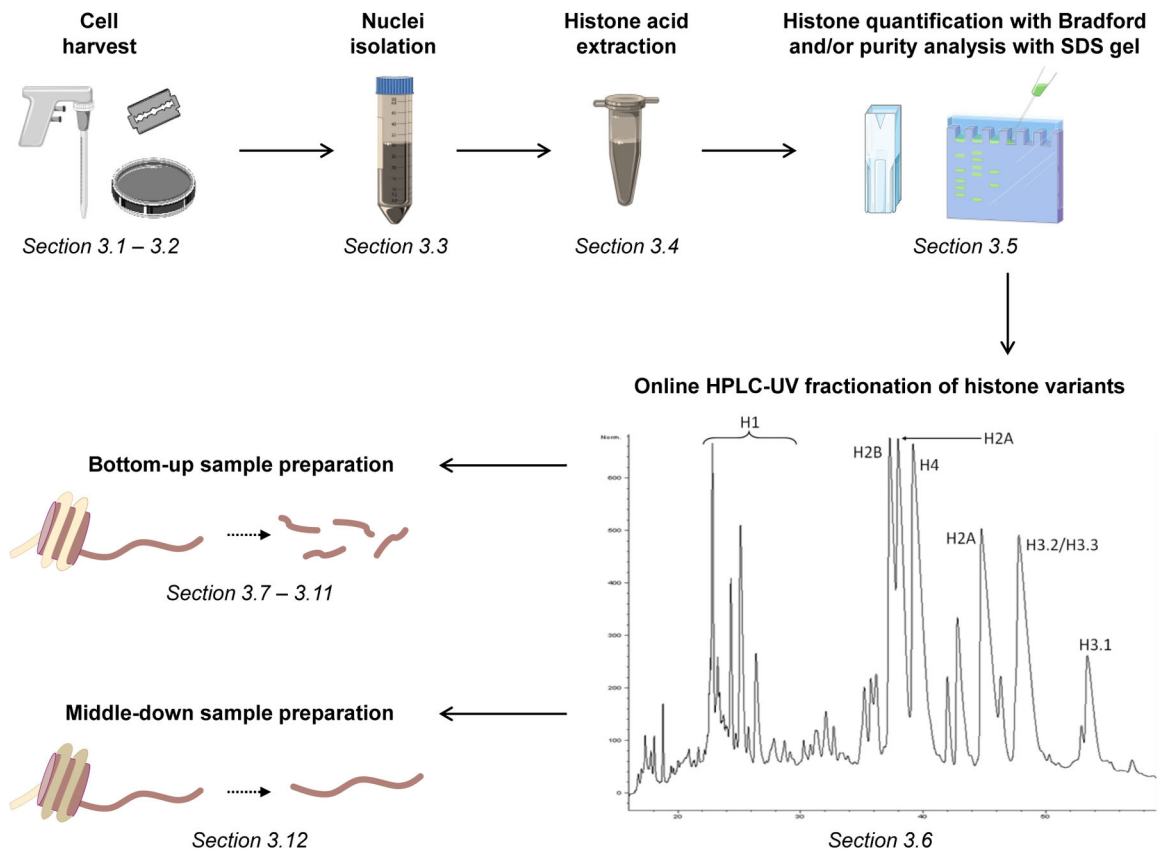 Cell
harvest
Nuclei
isolation
Histone acid
extraction
Histone quantification with Bradford
and/or purity analysis with SDS gel
Section 3.1 – 3.2
Section 3.3
Section 3.4
Section 3.5
Online HPLC-UV fractionation of histone variants
Norm.
600
500
400
300
200
100
0
20
30
40
50
H1
H2B
H2A
H4
H2A
H3.2/H3.3
H3.1
Section 3.6
Bottom-up sample preparation
Section 3.7 – 3.11
Middle-down sample preparation
Section 3.12